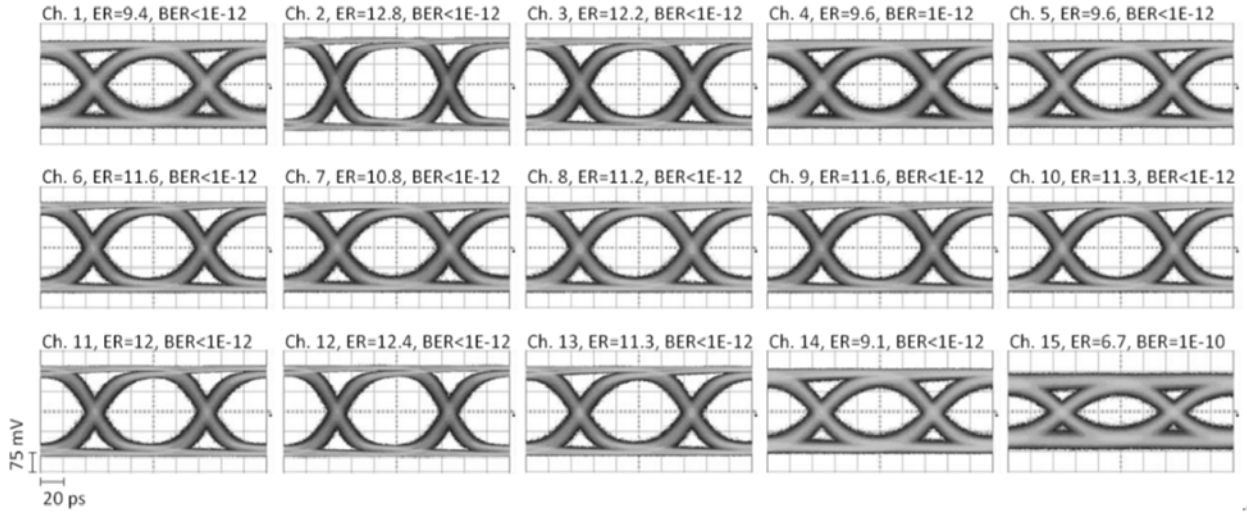 Ch. 1, ER=9.4, BER<1E-12
Ch. 2, ER=12.8, BER<1E-12
Ch. 3, ER=12.2, BER<1E-12
Ch. 4, ER=9.6, BER=1E-12
Ch. 5, ER=9.6, BER<1E-12
Ch. 6, ER=11.6, BER<1E-12
Ch. 7, ER=10.8, BER<1E-12
Ch. 8, ER=11.2, BER<1E-12
Ch. 9, ER=11.6, BER<1E-12
Ch. 10, ER=11.3, BER<1E-12
Ch. 11, ER=12, BER<1E-12
Ch. 12, ER=12.4, BER<1E-12
Ch. 13, ER=11.3, BER<1E-12
Ch. 14, ER=9.1, BER<1E-12
Ch. 15, ER=6.7, BER=1E-10
75 mV
20 ps